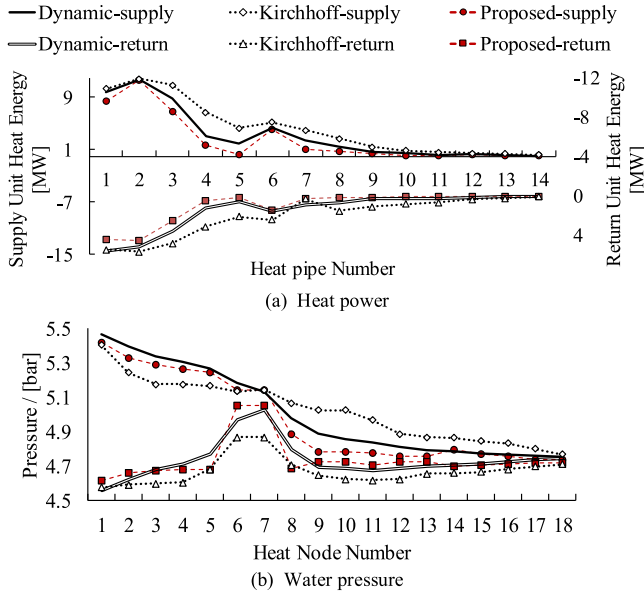 Dynamic-supply Kirchhoff-supply Proposed-supply
Dynamic-return Kirchhoff-return Proposed-return
Supply Unit Heat Energy
[MW]
9
1
-7
-15
1 2 3 4 5 6 7 8 9 10 11 12 13 14
-12
-8
-4
0
4
Return Unit Heat Energy
[MW]
Heat pipe Number
(a) Heat power
Pressure / [bar]
5.5
5.3
5.1
4.9
4.7
4.5
1 2 3 4 5 6 7 8 9 10 11 12 13 14 15 16 17 18
Heat Node Number
(b) Water pressure